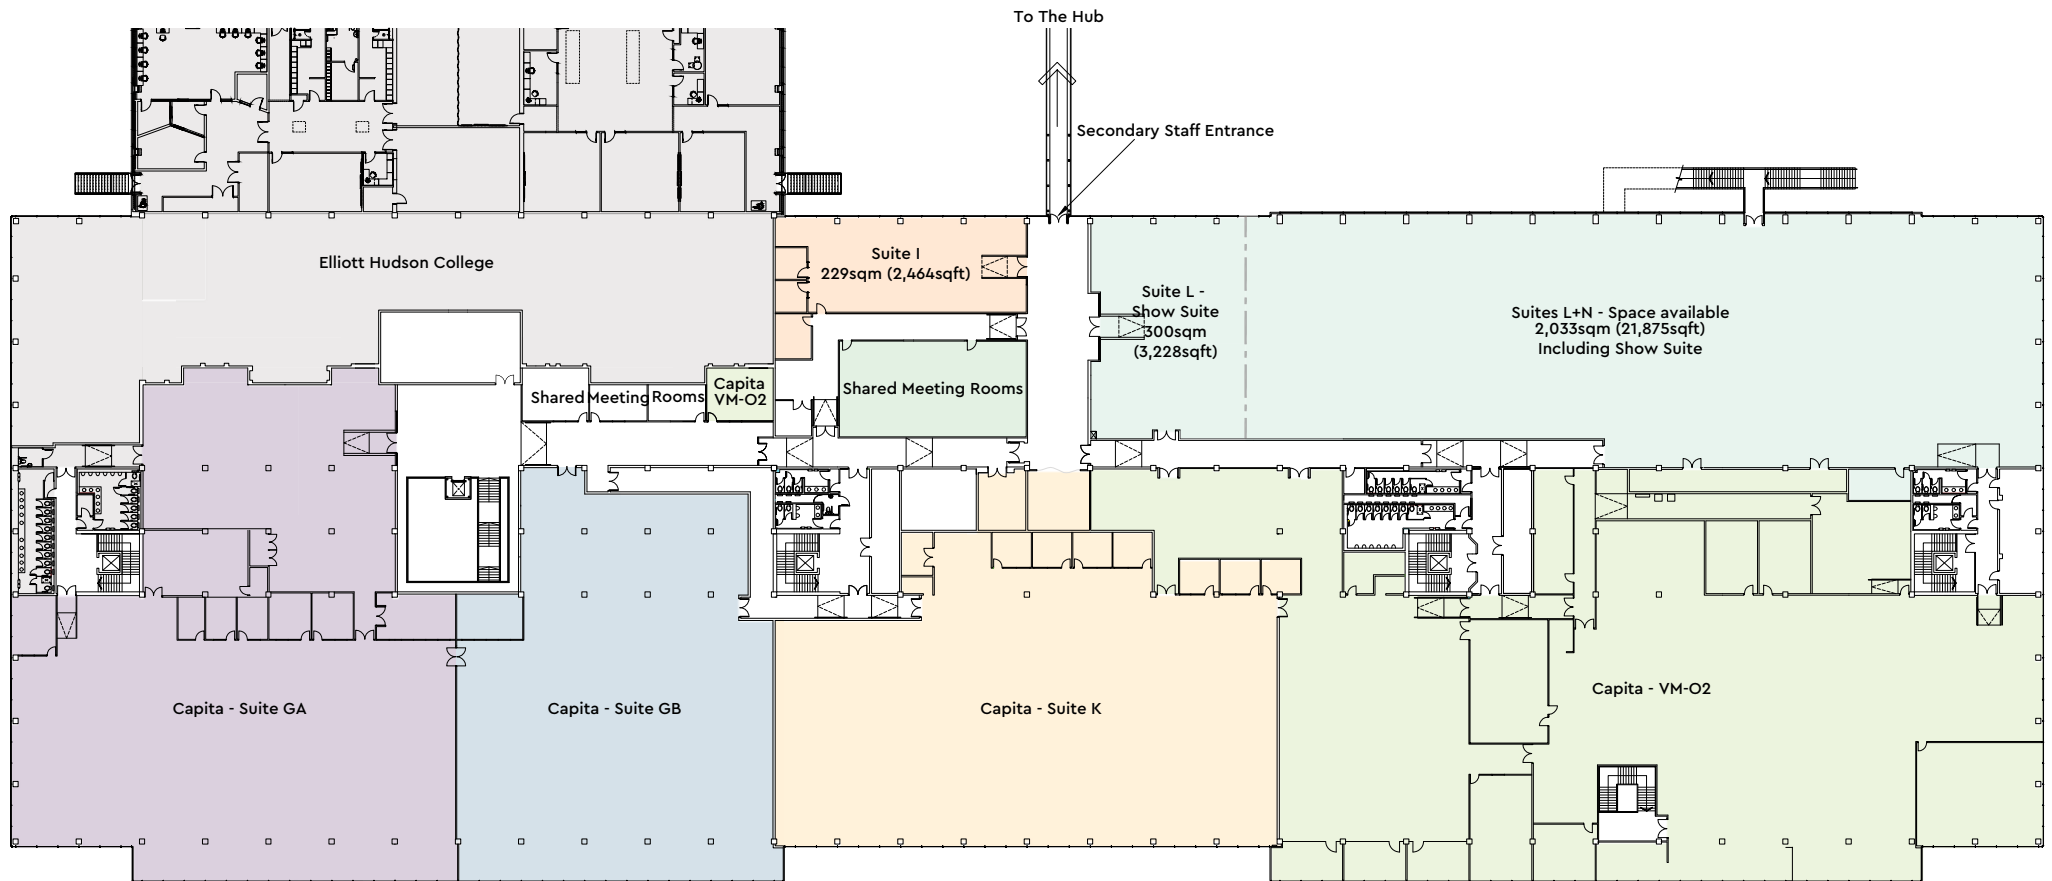 To The Hub
Secondary Staff Entrance
Elliott Hudson College
Suite I
229sqm (2,464sqft)
Suite L -
Show Suite
300sqm
(3,228sqft)
Suites L+N - Space available
2,033sqm (21,875sqft)
Including Show Suite
Shared Meeting Rooms
Capita
VM-O2
Shared Meeting Rooms
Capita - Suite GA
Capita - Suite GB
Capita - Suite K
Capita - VM-O2